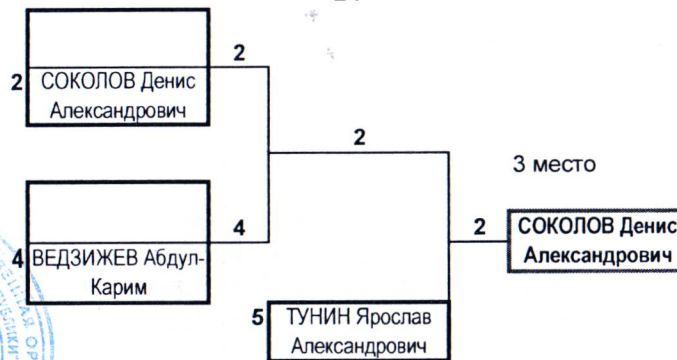 2
2 СОКОЛОВ Денис
Александрович
2
3 место
4
2 СОКОЛОВ Денис
Александрович
4 ВЕДЗИЖЕВ Абдул-
Карим
5 ТУНИН Ярослав
Александрович